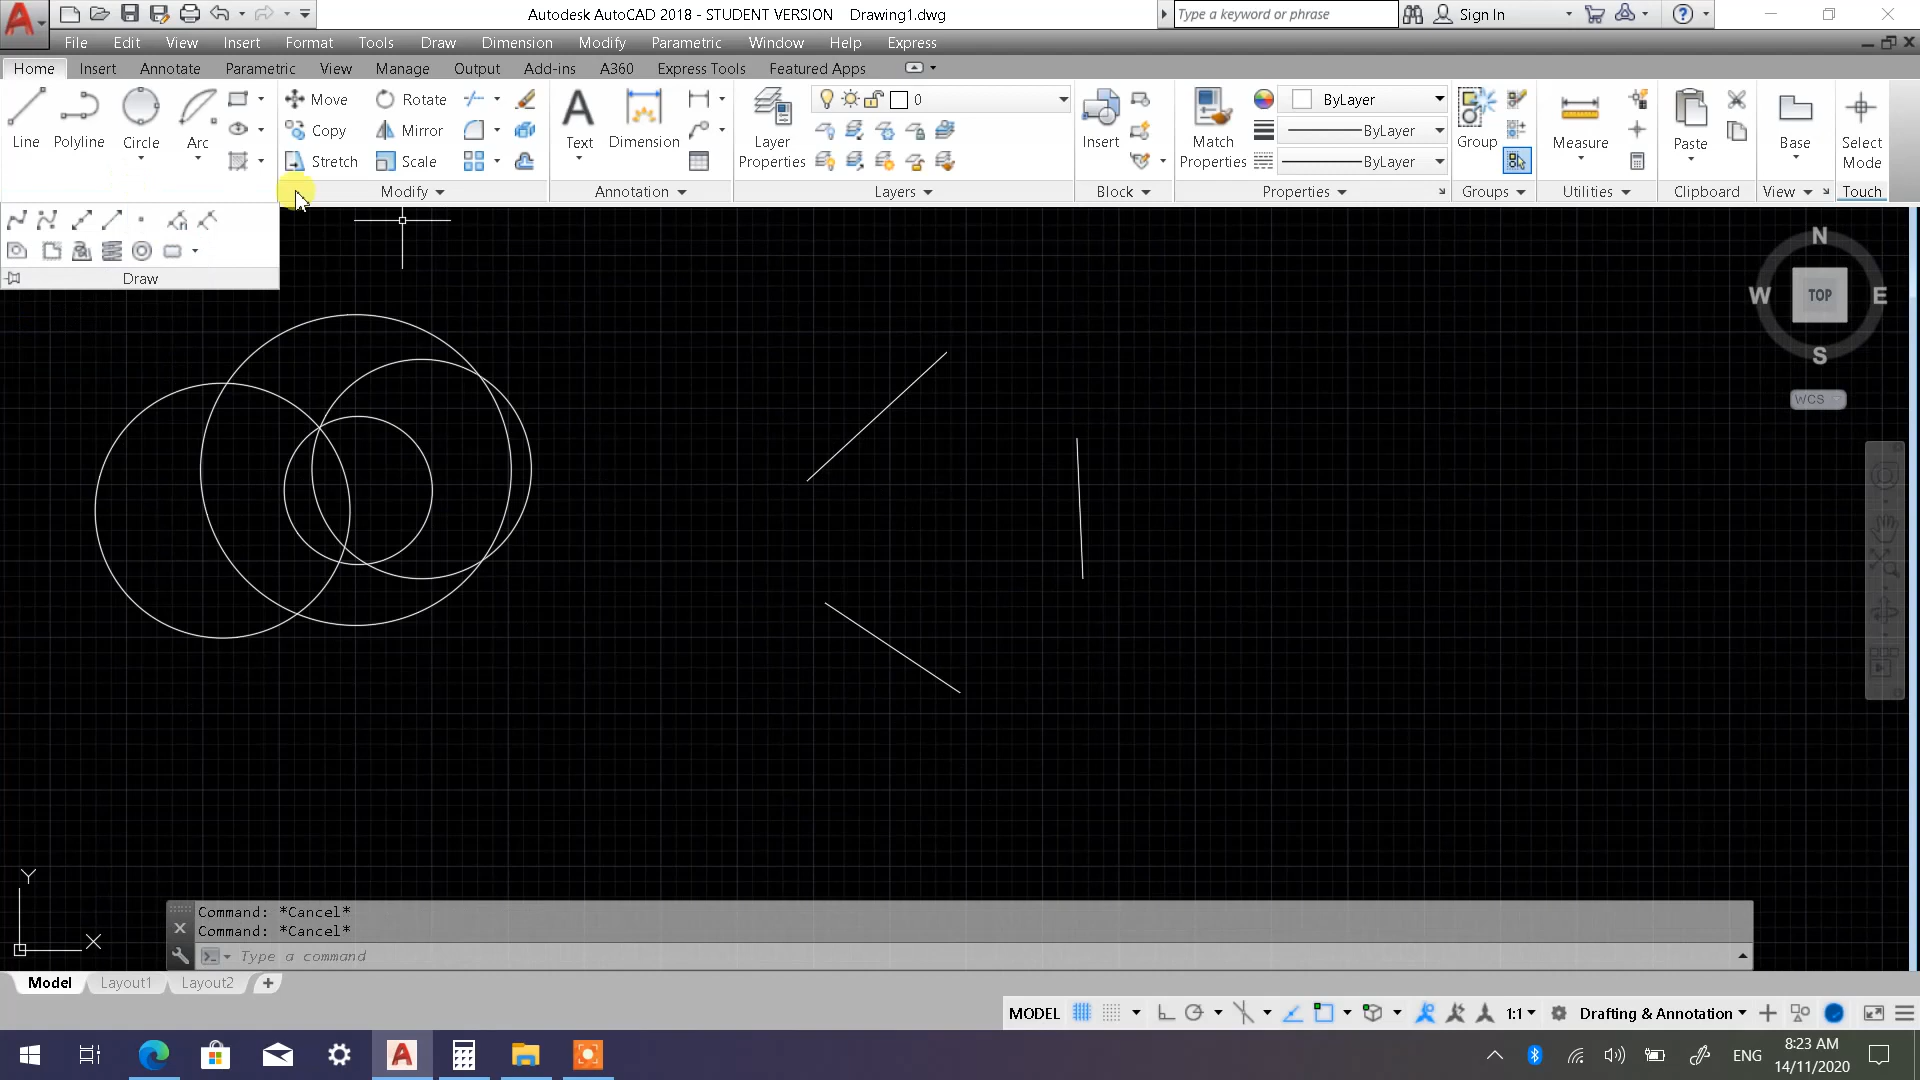 Autodesk AutoCAD 2018 - STUDENT VERSION Drawing1.dwg
Type a keyword or phrase
Sign In
File Edit View Insert Format Tools Draw Dimension Modify Parametric Window Help Express
Home Insert Annotate Parametric View Manage Output Add-ins A360 Express Tools Featured Apps
Line Polyline Circle Arc
Move Rotate
Copy Mirror
Stretch Scale
Modify
Text Dimension
Annotation
Layer
Properties
0
Layers
Insert
Block
Match
Properties
ByLayer
ByLayer
ByLayer
Properties
Group
Groups
Measure
Utilities
Paste
Clipboard
Base
View
Select
Mode
Touch
Draw
N
W TOP E
S
WCS
Y
X
Command: *Cancel*
Command: *Cancel*
Type a command
Model Layout1 Layout2
MODEL 1:1 Drafting & Annotation
ENG
8:23 AM
14/11/2020